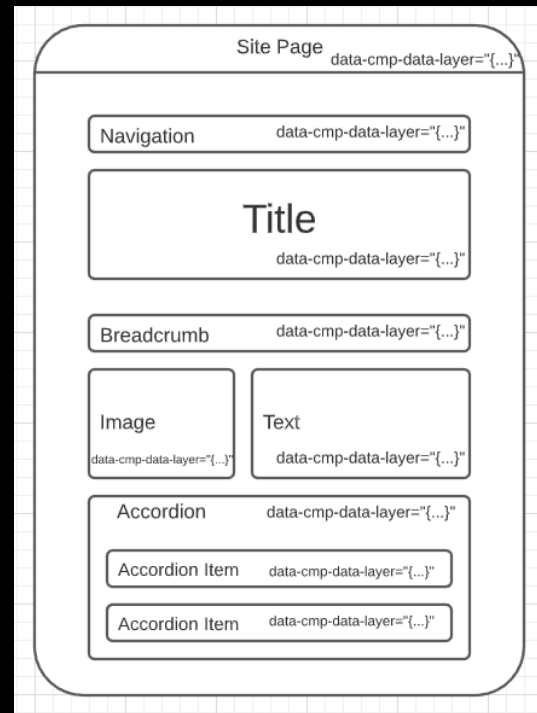 Site Page
data-cmp-data-layer="{...}"
Navigation data-cmp-data-layer="{...}"
Title
data-cmp-data-layer="{...}"
Breadcrumb data-cmp-data-layer="{...}"
Image
data-cmp-data-layer="{...}"
Text
data-cmp-data-layer="{...}"
Accordion data-cmp-data-layer="{...}"
Accordion Item data-cmp-data-layer="{...}"
Accordion Item data-cmp-data-layer="{...}"